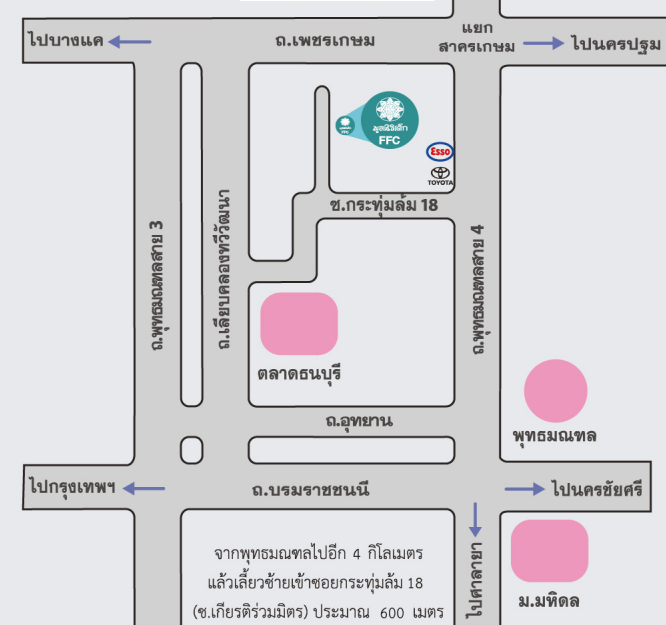 แยก
สาครเกษม
ไปบางแค
ถ.เพชรเกษม
ไปนครปฐม
มูลนิธิเด็ก
FFC
Esso
TOYOTA
ซ.กระทุ่มล้ม 18
ถ.พุทธมณฑลสาย 3
ถ.เลียบคลองทวีวัฒนา
ถ.พุทธมณฑลสาย 4
ตลาดธนบุรี
ถ.อุทยาน
พุทธมณฑล
ไปกรุงเทพฯ
ถ.บรมราชชนนี
ไปนครชัยศรี
ไปศาลายา
ม.มหิดล
จากพุทธมณฑลไปอีก 4 กิโลเมตร
แล้วเลี้ยวซ้ายเข้าซอยกระทุ่มล้ม 18
(ซ.เกียรติร่วมมิตร) ประมาณ 600 เมตร